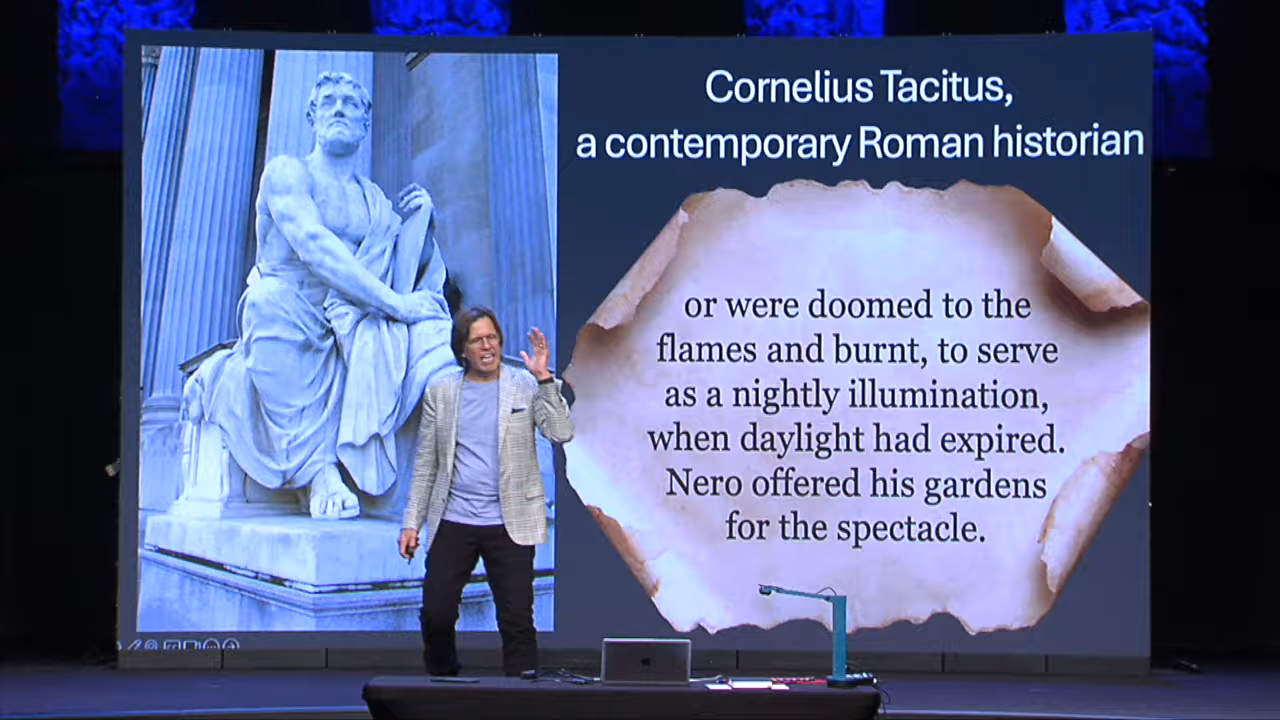 Cornelius Tacitus,
a contemporary Roman historian
or were doomed to the
flames and burnt, to serve
as a nightly illumination,
when daylight had expired.
Nero offered his gardens
for the spectacle.